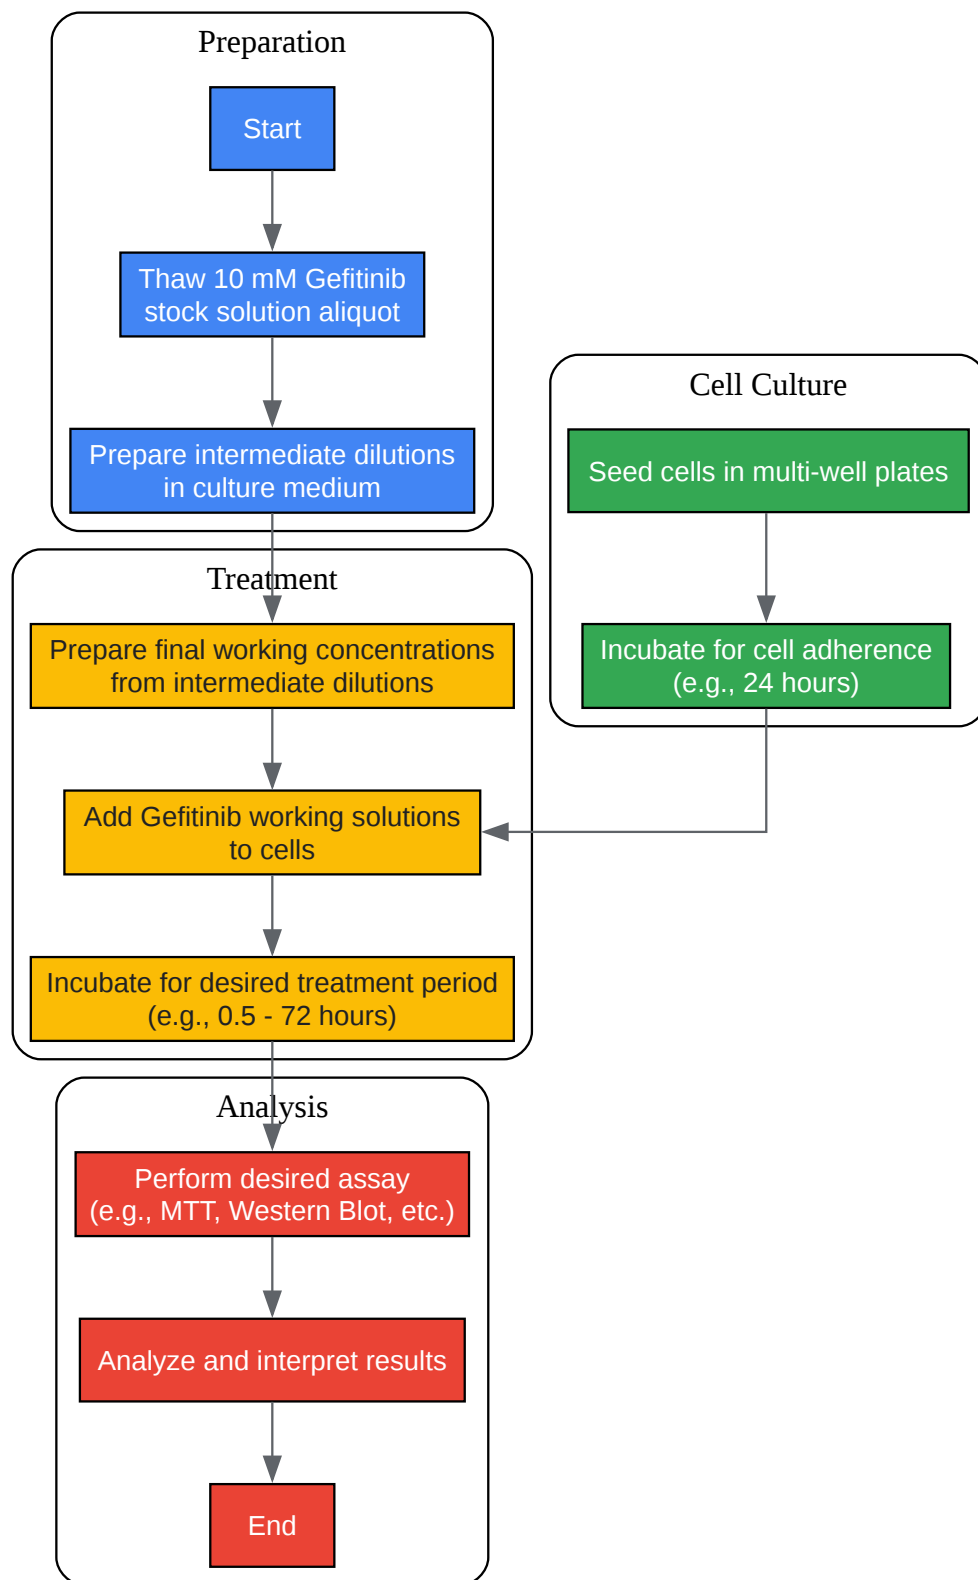 Preparation
Start
Thaw 10 mM Gefitinib
stock solution aliquot
Prepare intermediate dilutions
in culture medium
Cell Culture
Seed cells in multi-well plates
Incubate for cell adherence
(e.g., 24 hours)
Treatment
Prepare final working concentrations
from intermediate dilutions
Add Gefitinib working solutions
to cells
Incubate for desired treatment period
(e.g., 0.5 - 72 hours)
Analysis
Perform desired assay
(e.g., MTT, Western Blot, etc.)
Analyze and interpret results
End